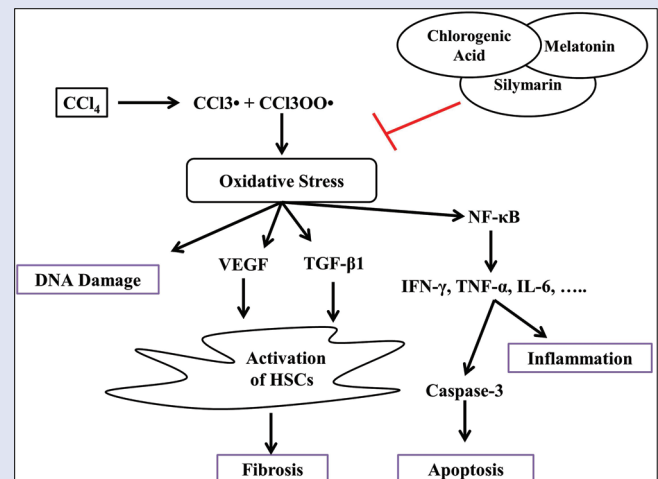 Chlorogenic
Acid
Melatonin
Silymarin
CCl₄
CCl3• + CCl3OO•
Oxidative Stress
NF-κB
DNA Damage
VEGF
TGF-β1
IFN-γ, TNF-α, IL-6, .....
Activation
of HSCs
Inflammation
Caspase-3
Fibrosis
Apoptosis